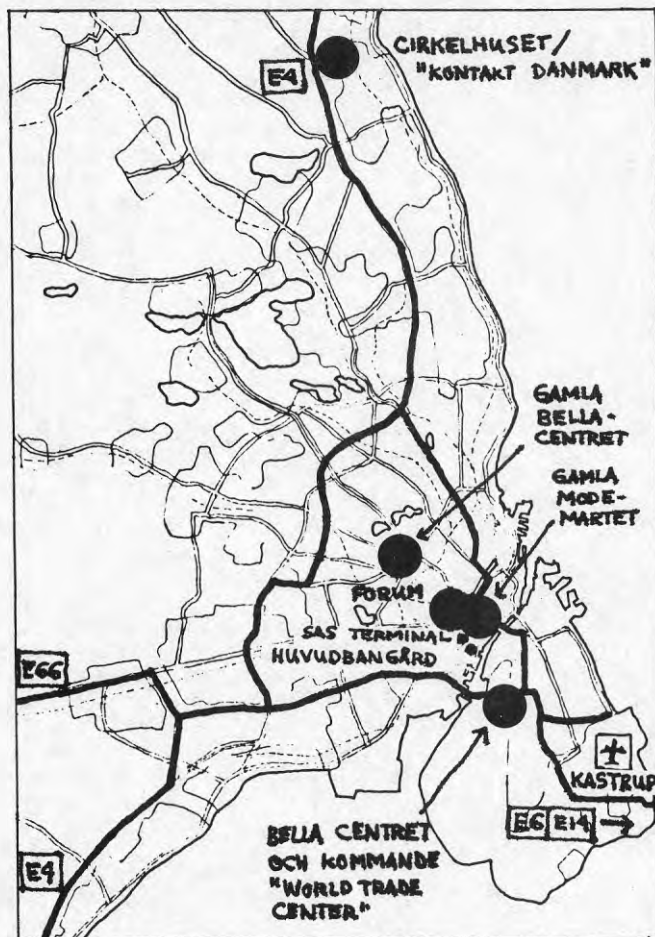 CIRKELHUSET/
"KONTAKT DANMARK"
E4
GAMLA
BELLA-
CENTRET
GAMLA
MODE-
MARTET
FORUM
SAS TERMINAL
HUVUDBANGÅRD
E66
KASTRUP
E6 E14
E4
BELLA CENTRET
OCH KOMMANDE
"WORLD TRADE
CENTER"